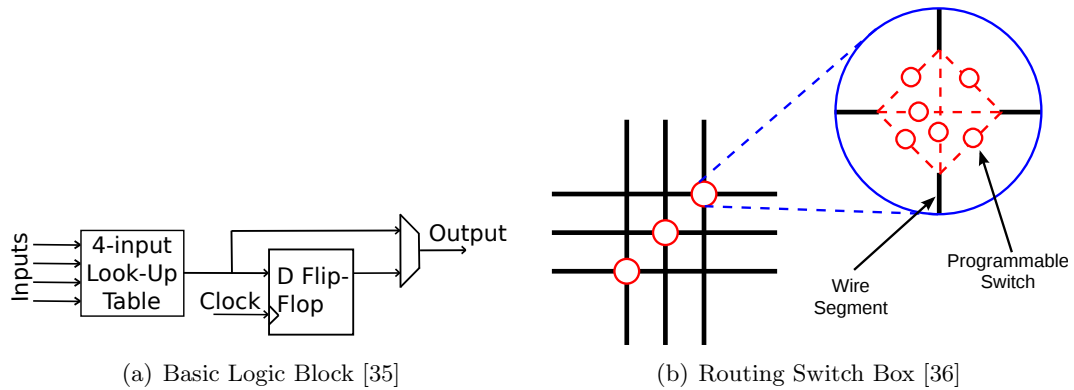 Inputs
4-input
Look-Up
Table
Clock
D Flip-
Flop
Output
Wire
Segment
Programmable
Switch
(a) Basic Logic Block [35]
(b) Routing Switch Box [36]